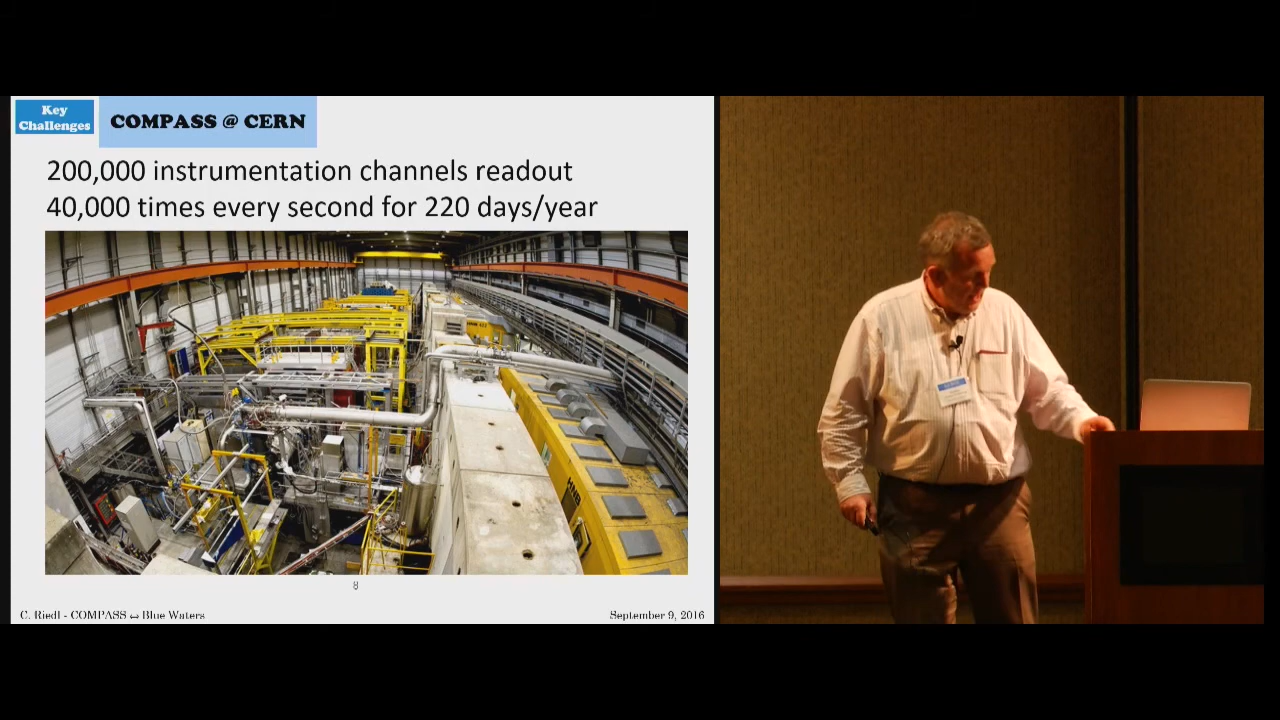 Key
Challenges
COMPASS @ CERN
200,000 instrumentation channels readout
40,000 times every second for 220 days/year
8
C. Riedl - COMPASS ↔ Blue Waters
September 9, 2016